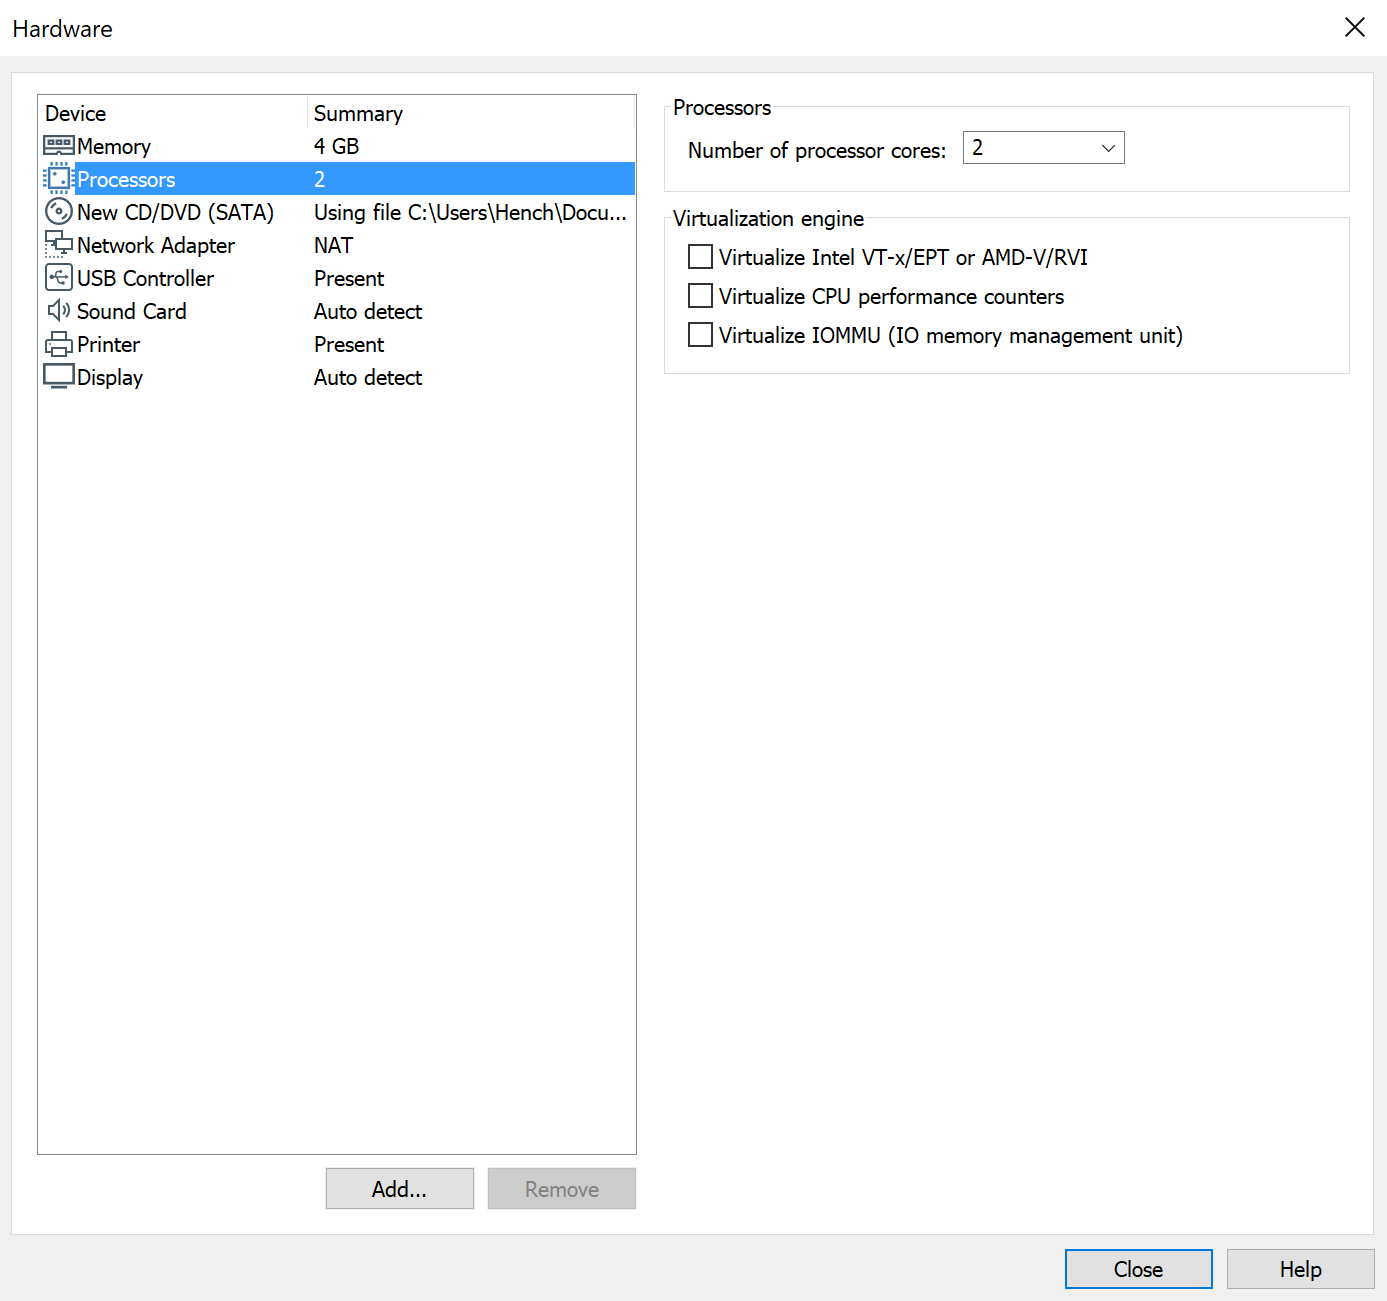 Hardware
Device Summary
Memory 4 GB
Processors 2
New CD/DVD (SATA) Using file C:\Users\Hench\Docu...
Network Adapter NAT
USB Controller Present
Sound Card Auto detect
Printer Present
Display Auto detect
Add...
Remove
Processors
Number of processor cores: 2
Virtualization engine
Virtualize Intel VT-x/EPT or AMD-V/RVI
Virtualize CPU performance counters
Virtualize IOMMU (IO memory management unit)
Close
Help